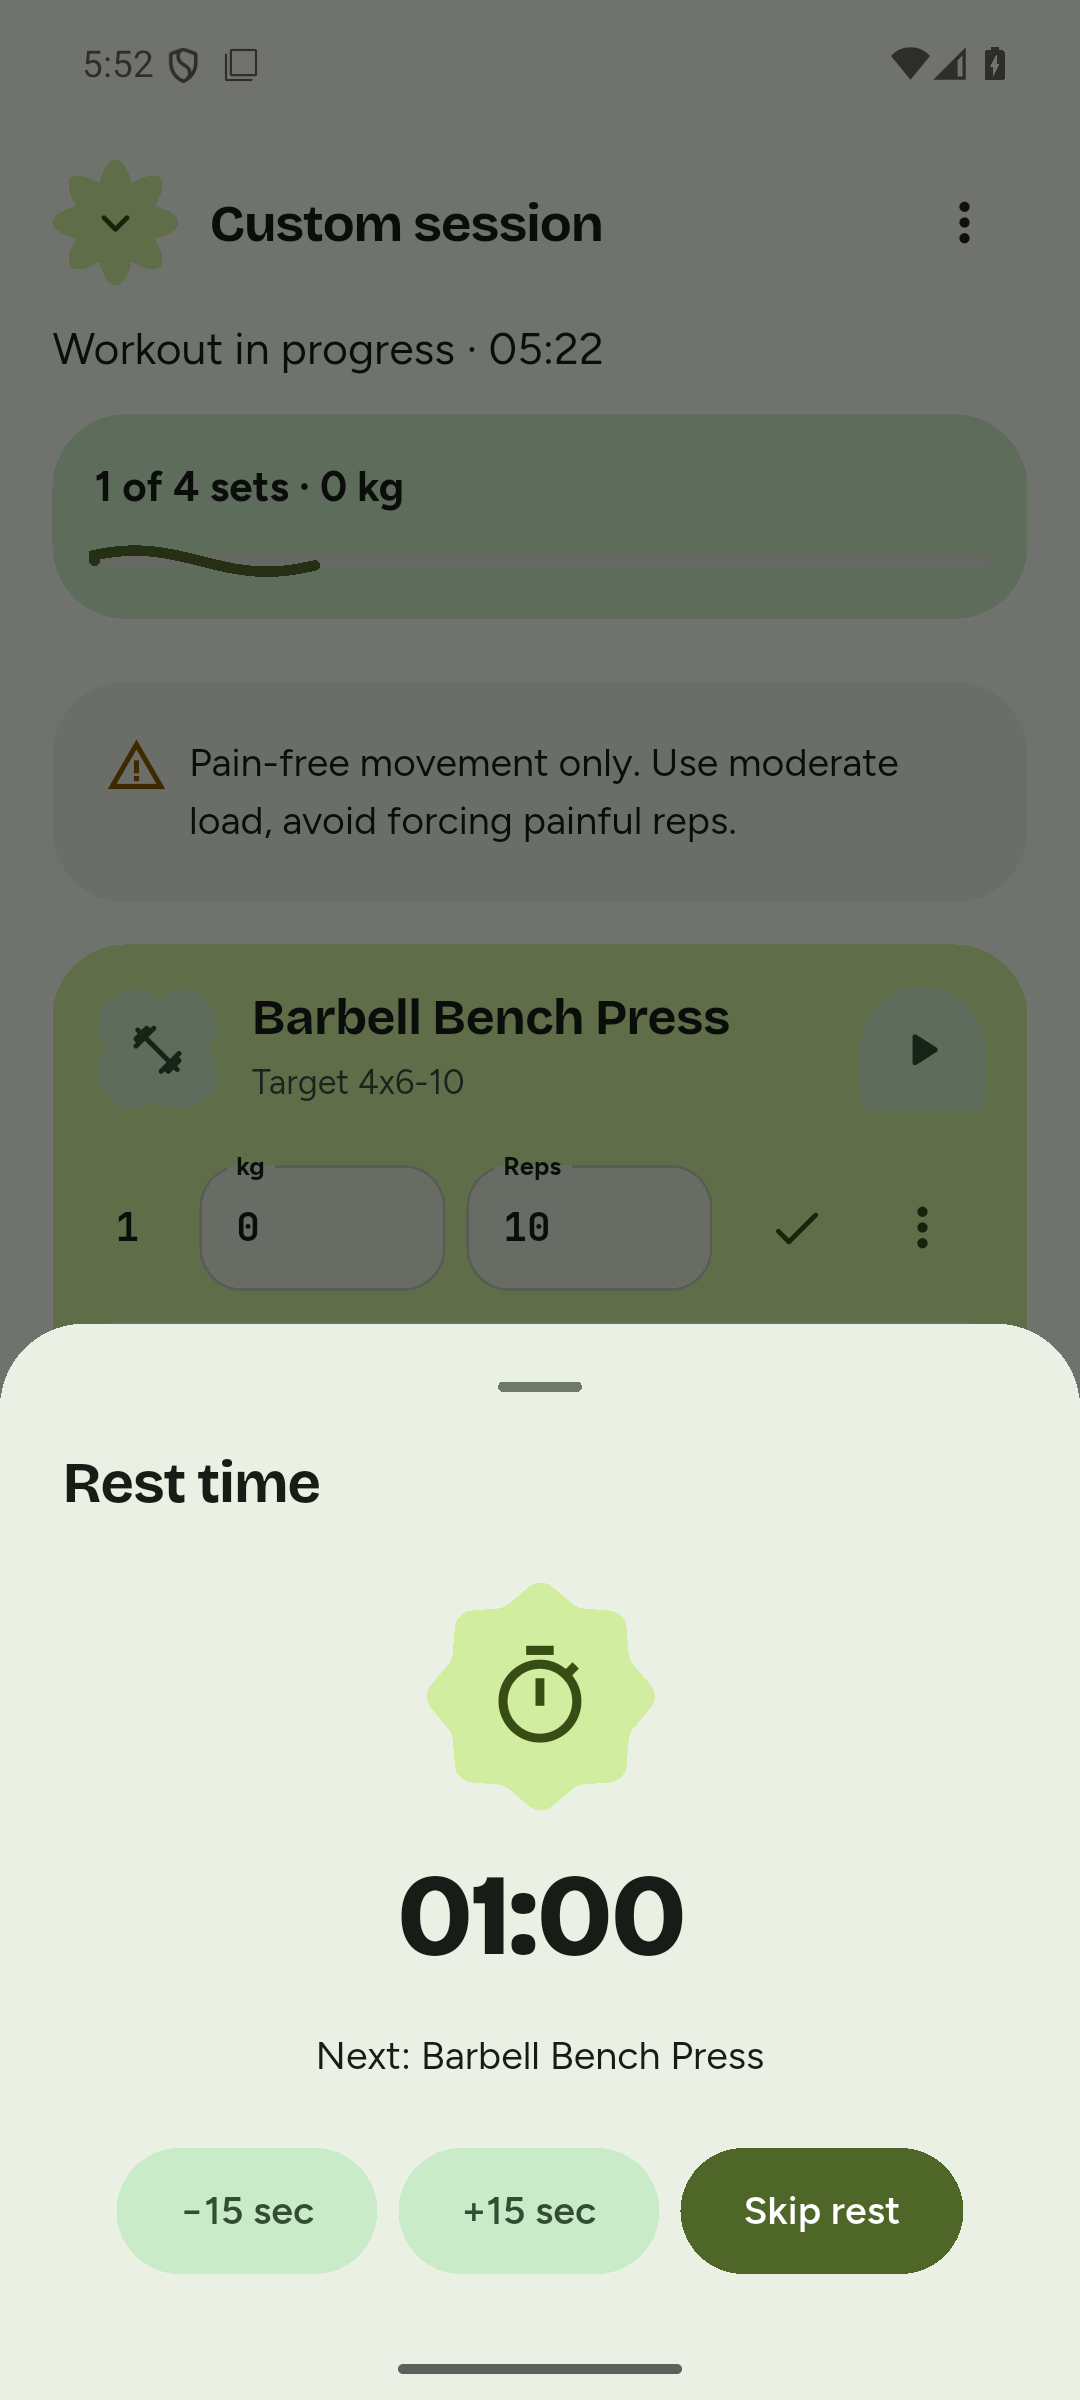 5:52
Custom session
Workout in progress · 05:22
1 of 4 sets · 0 kg
Pain-free movement only. Use moderate
load, avoid forcing painful reps.
Barbell Bench Press
Target 4x6-10
kg
Reps
1
0
10
Rest time
01:00
Next: Barbell Bench Press
−15 sec
+15 sec
Skip rest